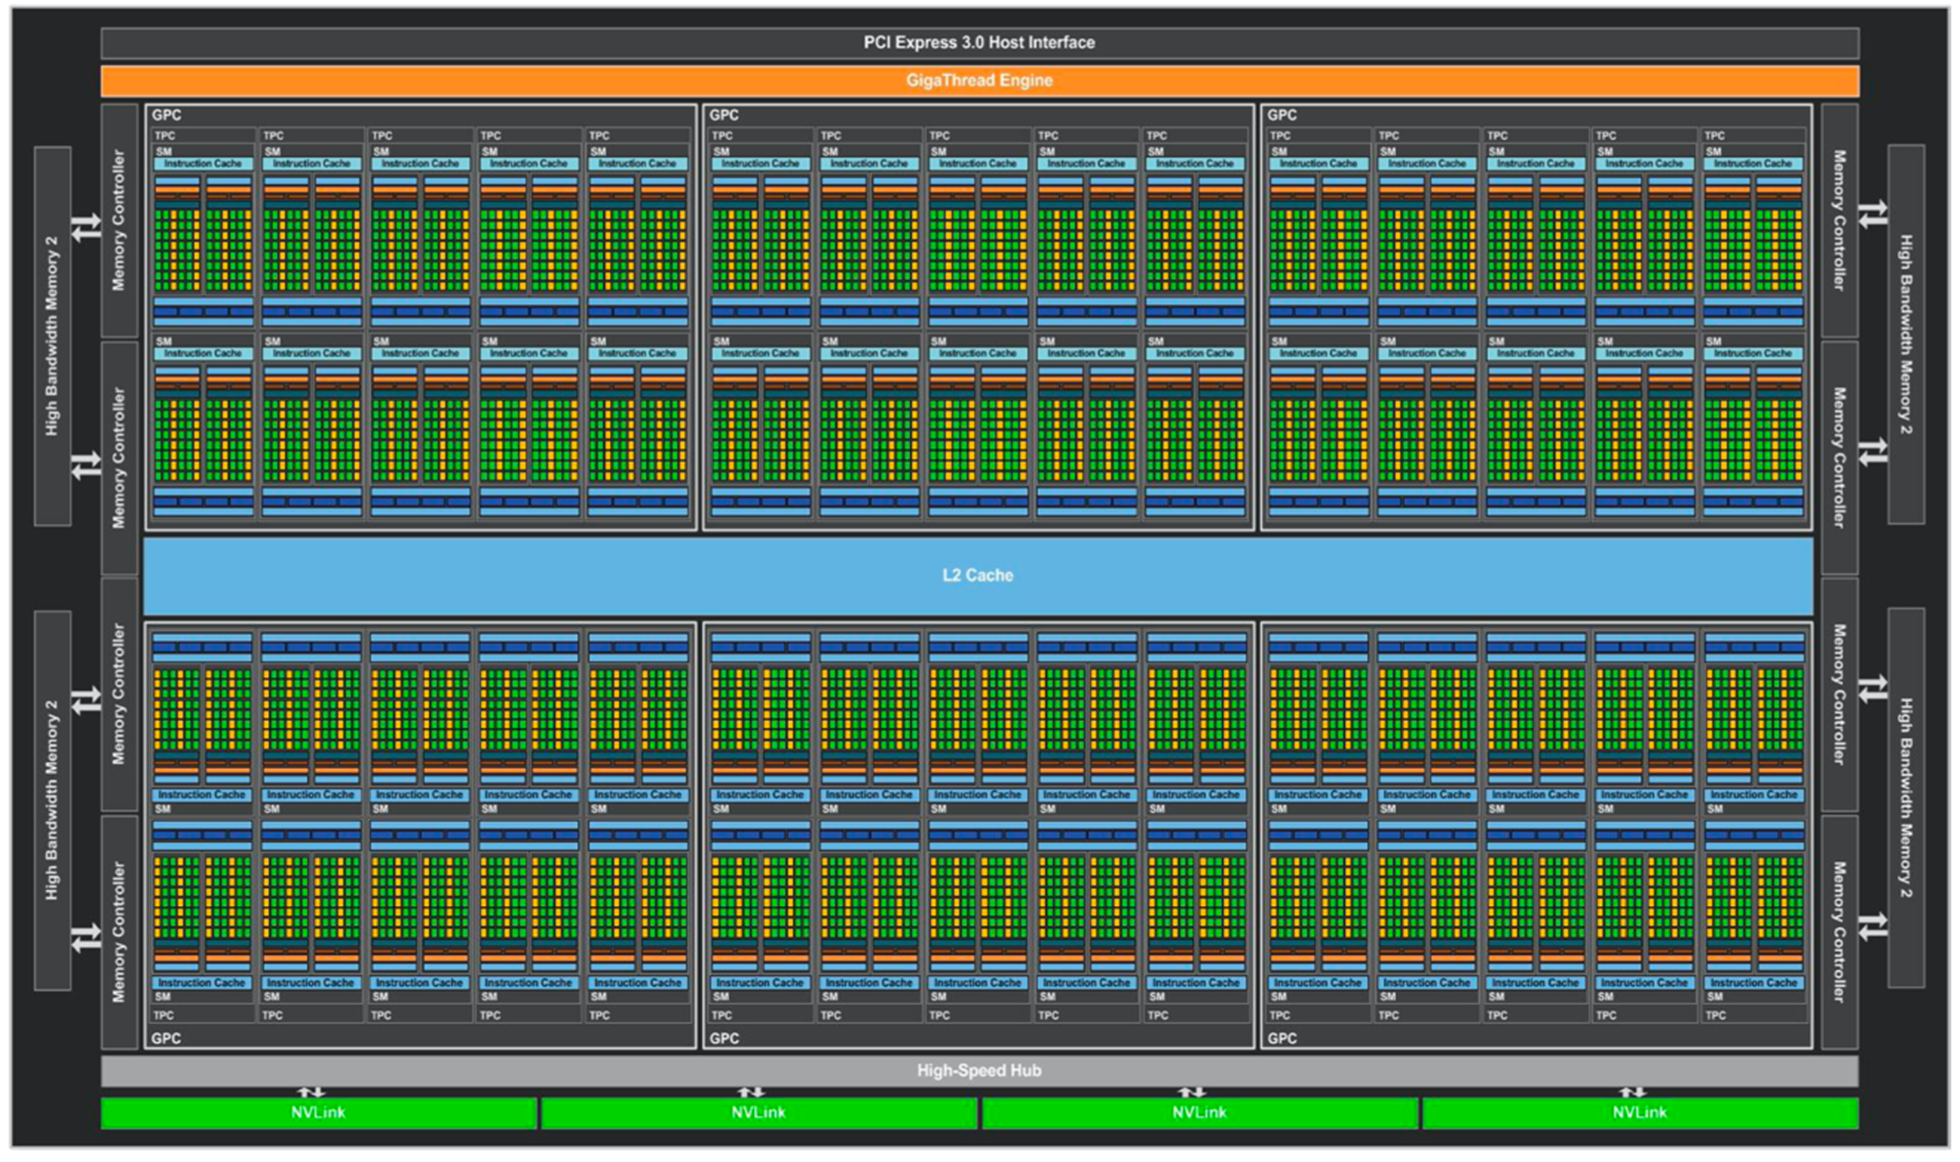 PCI Express 3.0 Host Interface
GigaThread Engine
GPC GPC GPC
TPC TPC TPC TPC TPC TPC TPC TPC TPC TPC TPC TPC TPC TPC TPC
SM SM SM SM SM SM SM SM SM SM SM SM SM SM SM
Instruction Cache Instruction Cache Instruction Cache Instruction Cache Instruction Cache Instruction Cache Instruction Cache Instruction Cache Instruction Cache Instruction Cache Instruction Cache Instruction Cache Instruction Cache Instruction Cache Instruction Cache
SM SM SM SM SM SM SM SM SM SM SM SM SM SM SM
Instruction Cache Instruction Cache Instruction Cache Instruction Cache Instruction Cache Instruction Cache Instruction Cache Instruction Cache Instruction Cache Instruction Cache Instruction Cache Instruction Cache Instruction Cache Instruction Cache Instruction Cache
High Bandwidth Memory 2
High Bandwidth Memory 2
Memory Controller
Memory Controller
Memory Controller
Memory Controller
L2 Cache
Memory Controller
Memory Controller
Memory Controller
Memory Controller
High Bandwidth Memory 2
High Bandwidth Memory 2
Instruction Cache Instruction Cache Instruction Cache Instruction Cache Instruction Cache Instruction Cache Instruction Cache Instruction Cache Instruction Cache Instruction Cache Instruction Cache Instruction Cache Instruction Cache Instruction Cache Instruction Cache
SM SM SM SM SM SM SM SM SM SM SM SM SM SM SM
Instruction Cache Instruction Cache Instruction Cache Instruction Cache Instruction Cache Instruction Cache Instruction Cache Instruction Cache Instruction Cache Instruction Cache Instruction Cache Instruction Cache Instruction Cache Instruction Cache Instruction Cache
SM SM SM SM SM SM SM SM SM SM SM SM SM SM SM
TPC TPC TPC TPC TPC TPC TPC TPC TPC TPC TPC TPC TPC TPC TPC
GPC GPC GPC
High-Speed Hub
NVLink NVLink NVLink NVLink